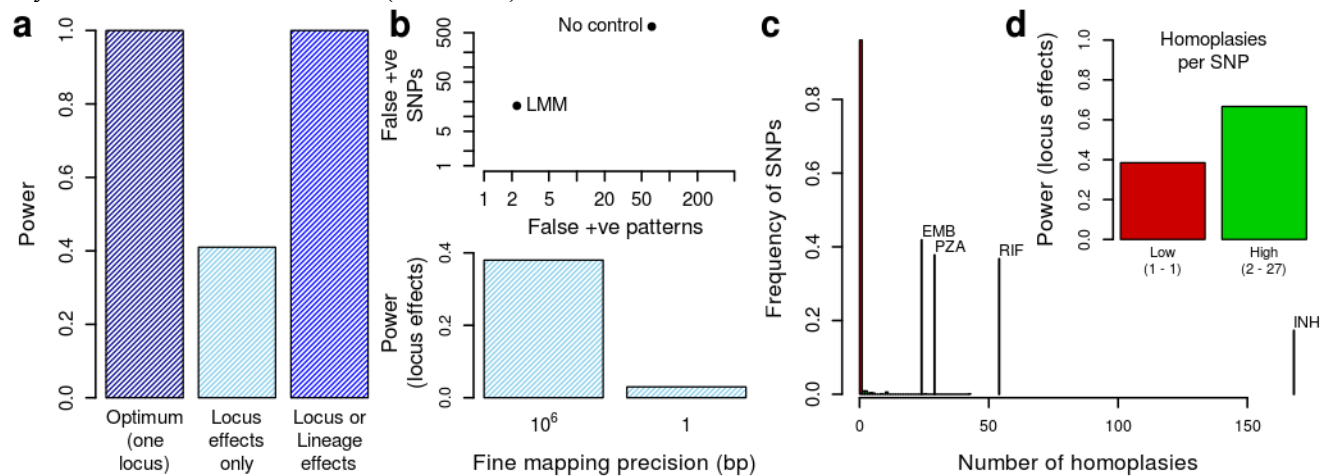 a
Power
0.0 0.2 0.4 0.6 0.8 1.0
Optimum
(one
locus)
Locus
effects
only
Locus or
Lineage
effects
b
False +ve
SNPs
1 5 50 500
No control
LMM
1 2 5 20 50 200
False +ve patterns
Power
(locus effects)
0.0 0.2 0.4
10⁶ 1
Fine mapping precision (bp)
c
Frequency of SNPs
0.0 0.2 0.4 0.6 0.8
EMB
PZA
RIF
INH
0 50 100 150
Number of homoplasies
d
Homoplasies
per SNP
Power (locus effects)
0.0 0.2 0.4 0.6 0.8 1.0
Low
(1 - 1)
High
(2 - 27)